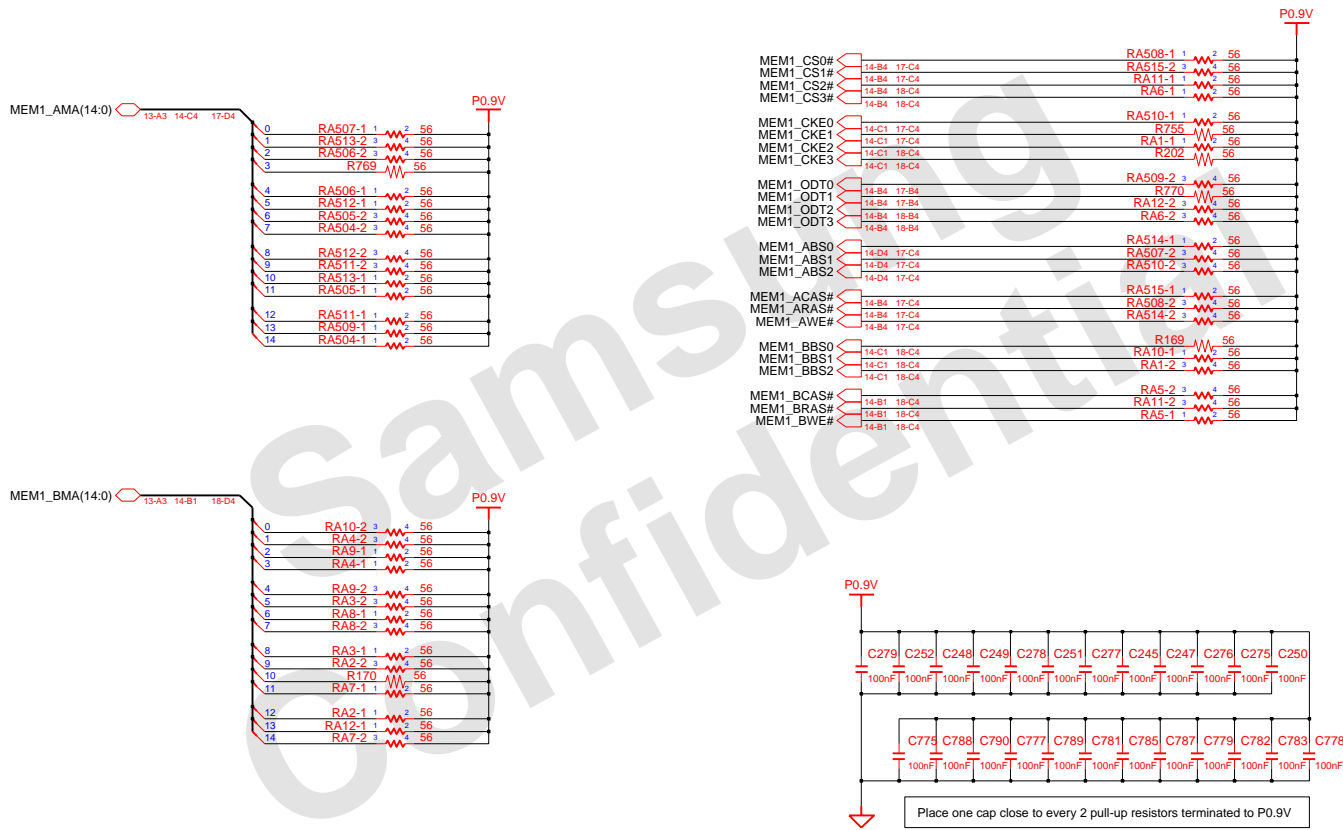 P0.9V
MEM1_AMA(14:0)
13-A3 14-C4 17-D4
P0.9V
0 RA507-1 1 2 56
1 RA513-2 3 4 56
2 RA506-2 3 4 56
3 R769 56
4 RA506-1 1 2 56
5 RA512-1 1 2 56
6 RA505-2 3 4 56
7 RA504-2 3 4 56
8 RA512-2 3 4 56
9 RA511-2 3 4 56
10 RA513-1 1 2 56
11 RA505-1 1 2 56
12 RA511-1 1 2 56
13 RA509-1 1 2 56
14 RA504-1 1 2 56
MEM1_CS0# 14-B4 17-C4 RA508-1 1 2 56
MEM1_CS1# 14-B4 17-C4 RA515-2 3 4 56
MEM1_CS2# 14-B4 18-C4 RA11-1 1 2 56
MEM1_CS3# 14-B4 18-C4 RA6-1 1 2 56
MEM1_CKE0 14-C1 17-C4 RA510-1 1 2 56
MEM1_CKE1 14-C1 17-C4 R755 56
MEM1_CKE2 14-C1 18-C4 RA1-1 1 2 56
MEM1_CKE3 14-C1 18-C4 R202 56
MEM1_ODT0 14-B4 17-B4 RA509-2 3 4 56
MEM1_ODT1 14-B4 17-B4 R770 56
MEM1_ODT2 14-B4 18-B4 RA12-2 3 4 56
MEM1_ODT3 14-B4 18-B4 RA6-2 3 4 56
MEM1_ABS0 14-D4 17-C4 RA514-1 1 2 56
MEM1_ABS1 14-D4 17-C4 RA507-2 3 4 56
MEM1_ABS2 14-D4 17-C4 RA510-2 3 4 56
MEM1_ACAS# 14-B4 17-C4 RA515-1 1 2 56
MEM1_ARAS# 14-B4 17-C4 RA508-2 3 4 56
MEM1_AWE# 14-B4 17-C4 RA514-2 3 4 56
MEM1_BBS0 14-C1 18-C4 R169 56
MEM1_BBS1 14-C1 18-C4 RA10-1 1 2 56
MEM1_BBS2 14-C1 18-C4 RA1-2 3 4 56
MEM1_BCAS# 14-B1 18-C4 RA5-2 3 4 56
MEM1_BRAS# 14-B1 18-C4 RA11-2 3 4 56
MEM1_BWE# 14-B1 18-C4 RA5-1 1 2 56
Samsung
Confidential
MEM1_BMA(14:0)
13-A3 14-B1 18-D4
P0.9V
0 RA10-2 3 4 56
1 RA4-2 3 4 56
2 RA9-1 1 2 56
3 RA4-1 1 2 56
4 RA9-2 3 4 56
5 RA3-2 3 4 56
6 RA8-1 1 2 56
7 RA8-2 3 4 56
8 RA3-1 1 2 56
9 RA2-2 3 4 56
10 R170 56
11 RA7-1 1 2 56
12 RA2-1 1 2 56
13 RA12-1 1 2 56
14 RA7-2 3 4 56
P0.9V
C279 C252 C248 C249 C278 C251 C277 C245 C247 C276 C275 C250
100nF 100nF 100nF 100nF 100nF 100nF 100nF 100nF 100nF 100nF 100nF 100nF
C775 C788 C790 C777 C789 C781 C785 C787 C779 C782 C783 C778
100nF 100nF 100nF 100nF 100nF 100nF 100nF 100nF 100nF 100nF 100nF 100nF
Place one cap close to every 2 pull-up resistors terminated to P0.9V